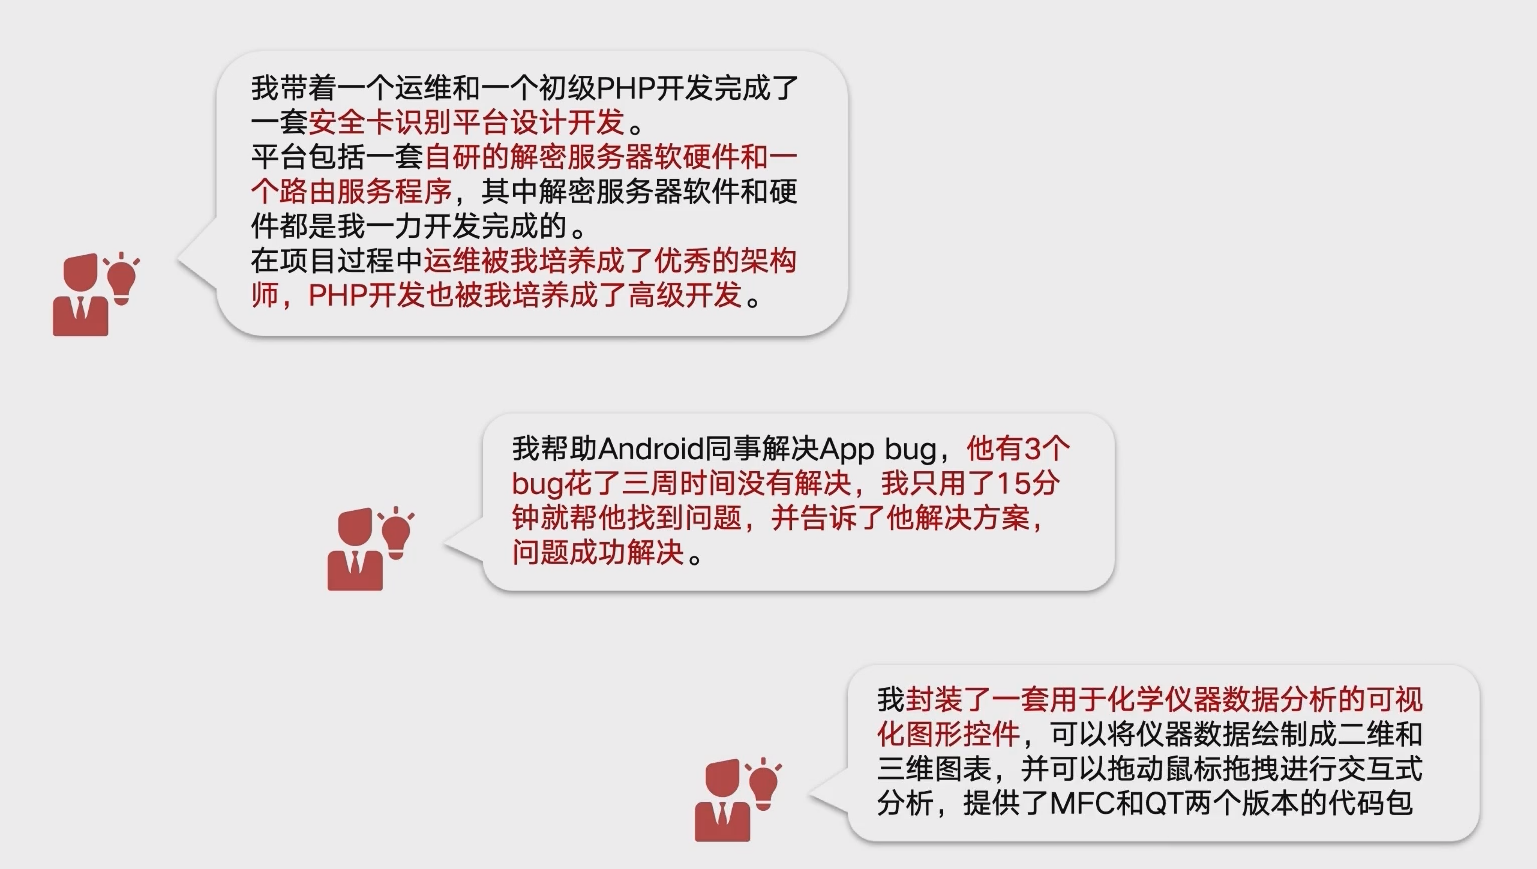 我带着一个运维和一个初级PHP开发完成了
一套安全卡识别平台设计开发。
平台包括一套自研的解密服务器软硬件和一
个路由服务程序，其中解密服务器软件和硬
件都是我一力开发完成的。
在项目过程中运维被我培养成了优秀的架构
师，PHP开发也被我培养成了高级开发。
我帮助Android同事解决App bug，他有3个
bug花了三周时间没有解决，我只用了15分
钟就帮他找到问题，并告诉了他解决方案，
问题成功解决。
我封装了一套用于化学仪器数据分析的可视
化图形控件，可以将仪器数据绘制成二维和
三维图表，并可以拖动鼠标拖拽进行交互式
分析，提供了MFC和QT两个版本的代码包